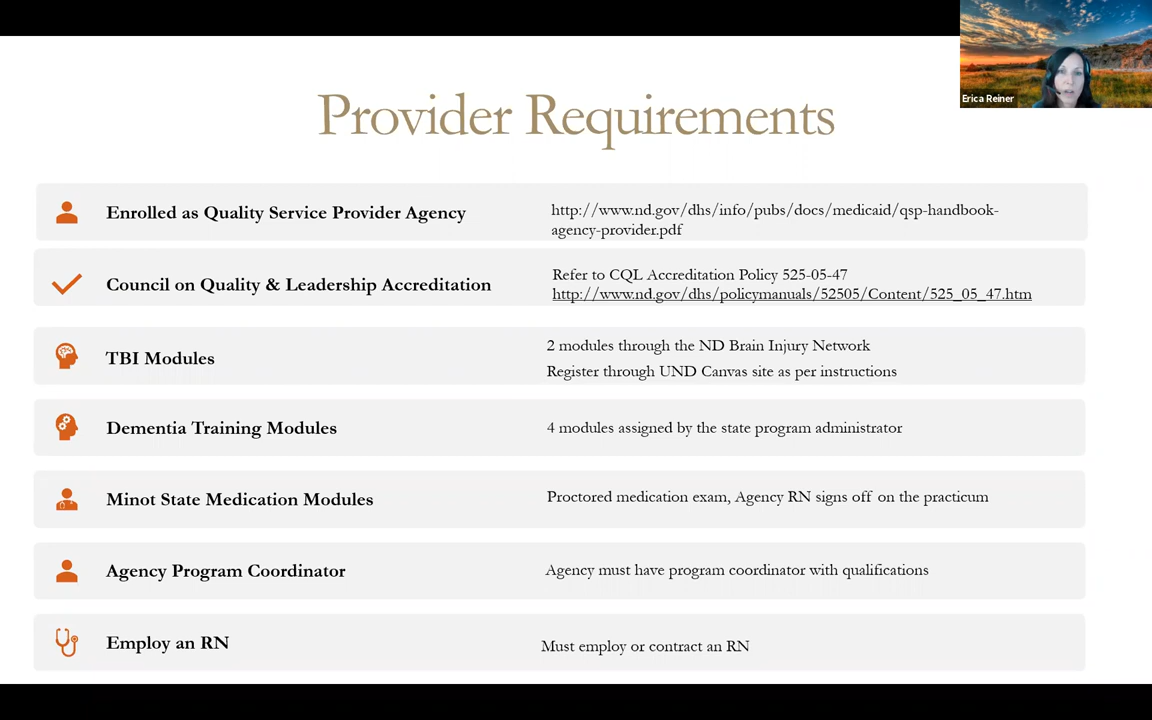 Erica Reiner
Provider Requirements
Enrolled as Quality Service Provider Agency
http://www.nd.gov/dhs/info/pubs/docs/medicaid/qsp-handbook-
agency-provider.pdf
Council on Quality & Leadership Accreditation
Refer to CQL Accreditation Policy 525-05-47
http://www.nd.gov/dhs/policymanuals/52505/Content/525_05_47.htm
TBI Modules
2 modules through the ND Brain Injury Network
Register through UND Canvas site as per instructions
Dementia Training Modules
4 modules assigned by the state program administrator
Minot State Medication Modules
Proctored medication exam, Agency RN signs off on the practicum
Agency Program Coordinator
Agency must have program coordinator with qualifications
Employ an RN
Must employ or contract an RN